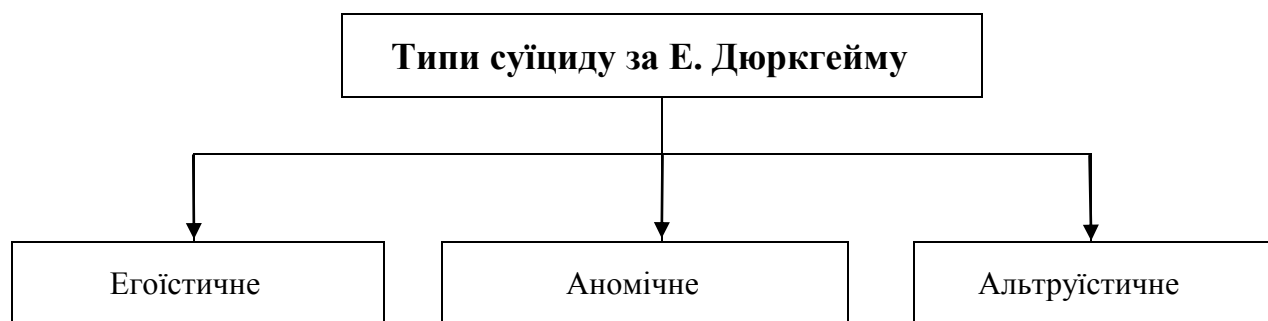 Типи суїциду за Е. Дюркгейму
Егоїстичне
Аномічне
Альтруїстичне